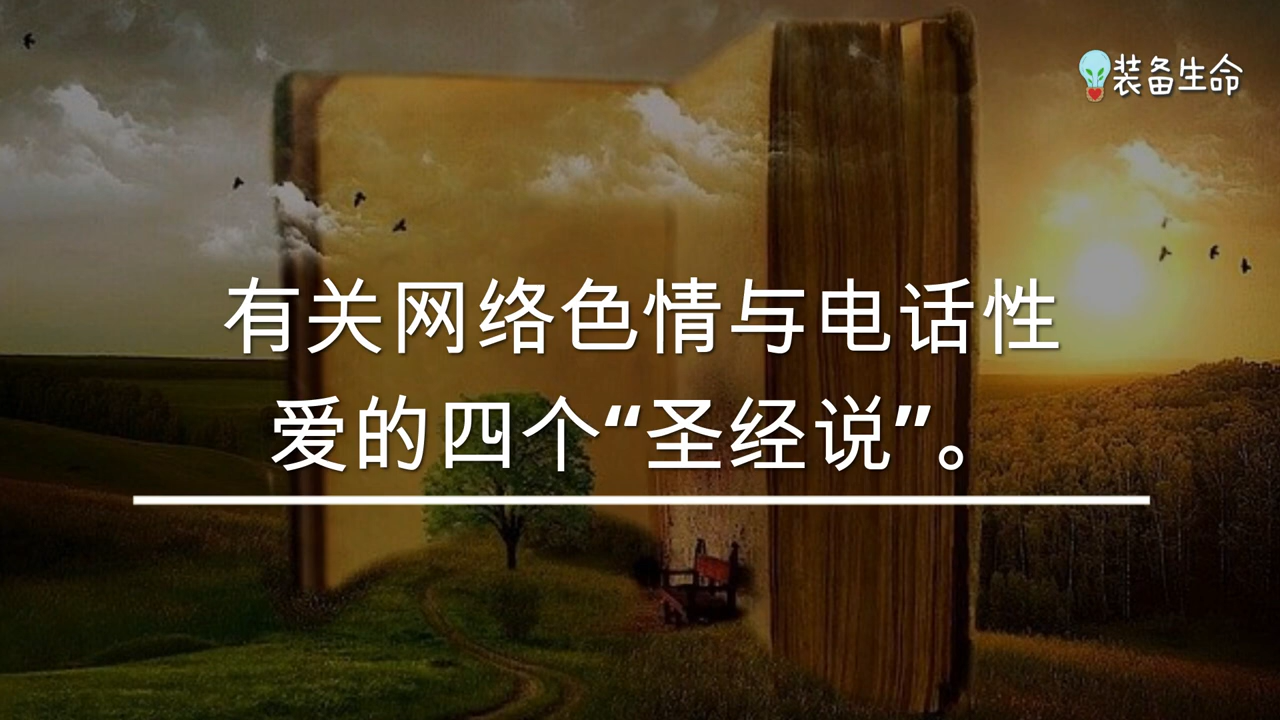 装备生命
有关网络色情与电话性
爱的四个“圣经说”。